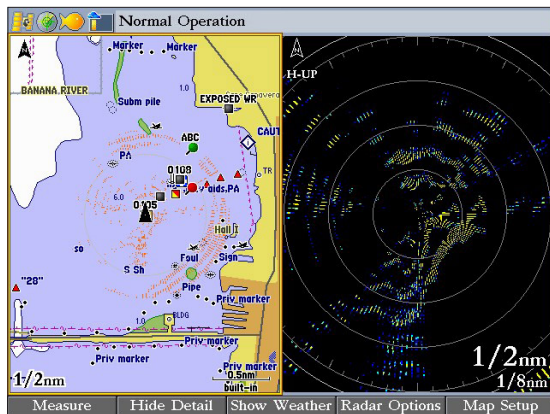 Normal Operation
Marker
Marker
BANANA RIVER
1.0
Subm pile
EXPOSED WR
ABC
CAUT
PA
TR
0108
6.0
aids,PA
0105
Hall I
so
S Sh
Foul
Sign
"28"
Pipe
Priv marker
1.0
BLDG
Priv marker
Priv marker
0.5nm
built-in
1/2nm
N
H-UP
1/2nm
1/8nm
Measure
Hide Detail
Show Weather
Radar Options
Map Setup